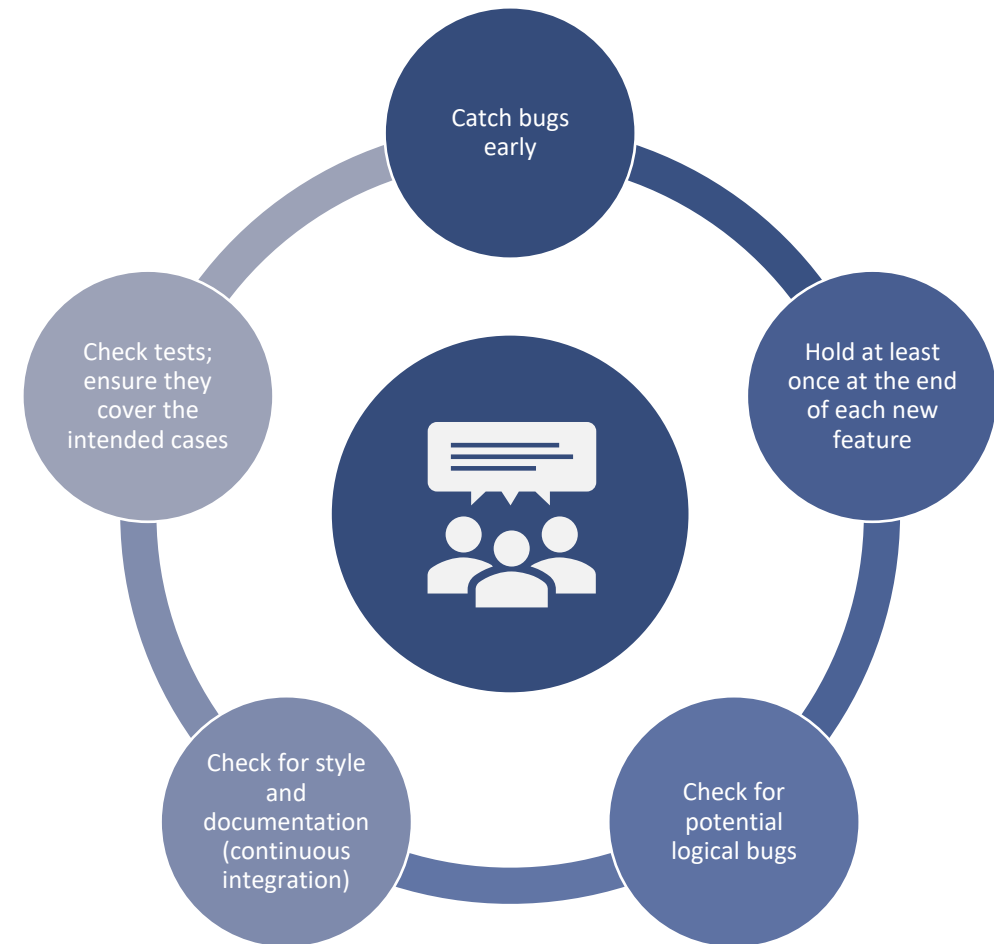 Catch bugs
early
Hold at least
once at the end
of each new
feature
Check for
potential
logical bugs
Check for style
and
documentation
(continuous
integration)
Check tests;
ensure they
cover the
intended cases